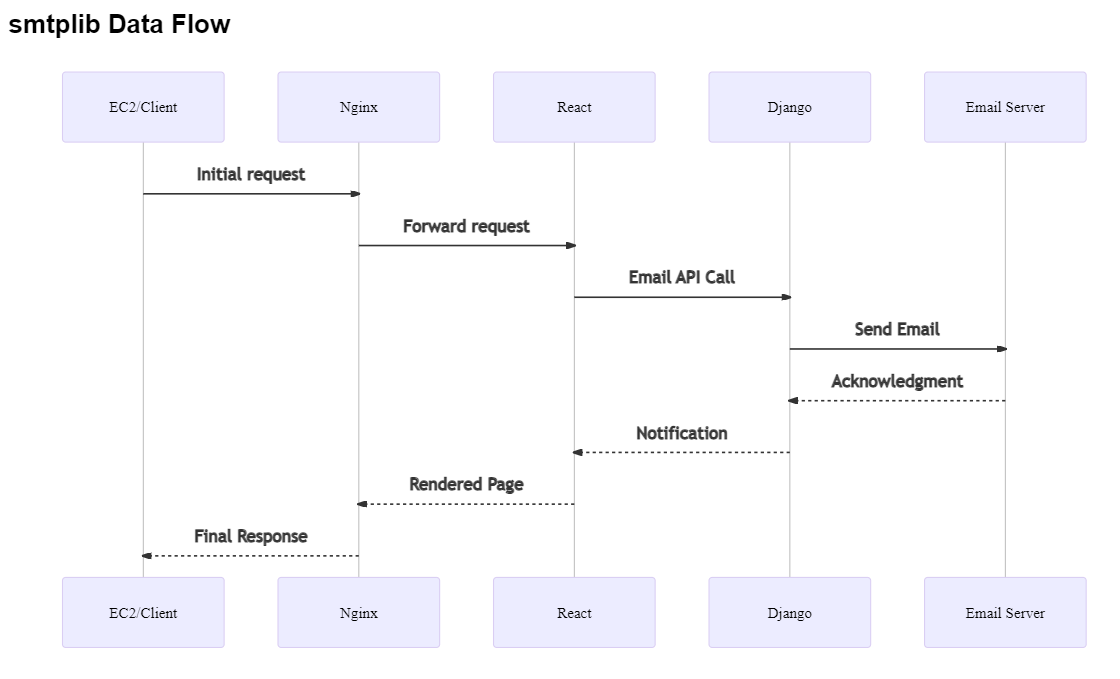 smtplib Data Flow
EC2/Client
Nginx
React
Django
Email Server
Initial request
Forward request
Email API Call
Send Email
Acknowledgment
Notification
Rendered Page
Final Response
EC2/Client
Nginx
React
Django
Email Server